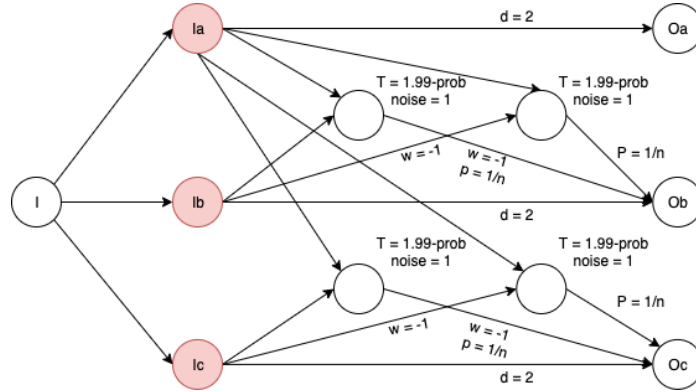 Ia
d = 2
Oa
T = 1.99-prob
noise = 1
T = 1.99-prob
noise = 1
w = -1
w = -1
p = 1/n
P = 1/n
I
Ib
d = 2
Ob
T = 1.99-prob
noise = 1
T = 1.99-prob
noise = 1
w = -1
w = -1
p = 1/n
P = 1/n
Ic
d = 2
Oc